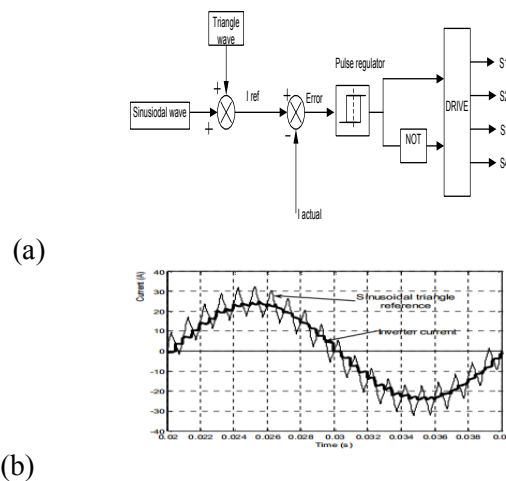 Triangle
wave
+
I ref
+
Error
Pulse regulator
Sinusiodal wave
+
−
NOT
DRIVE
I actual
(a)
Current (A)
40
30
20
10
0
-10
-20
-30
-40
Sinusoidal triangle
reference
Inverter current
0.02
0.022
0.024
0.026
0.028
0.03
0.032
0.034
0.036
0.038
Time (s)
(b)